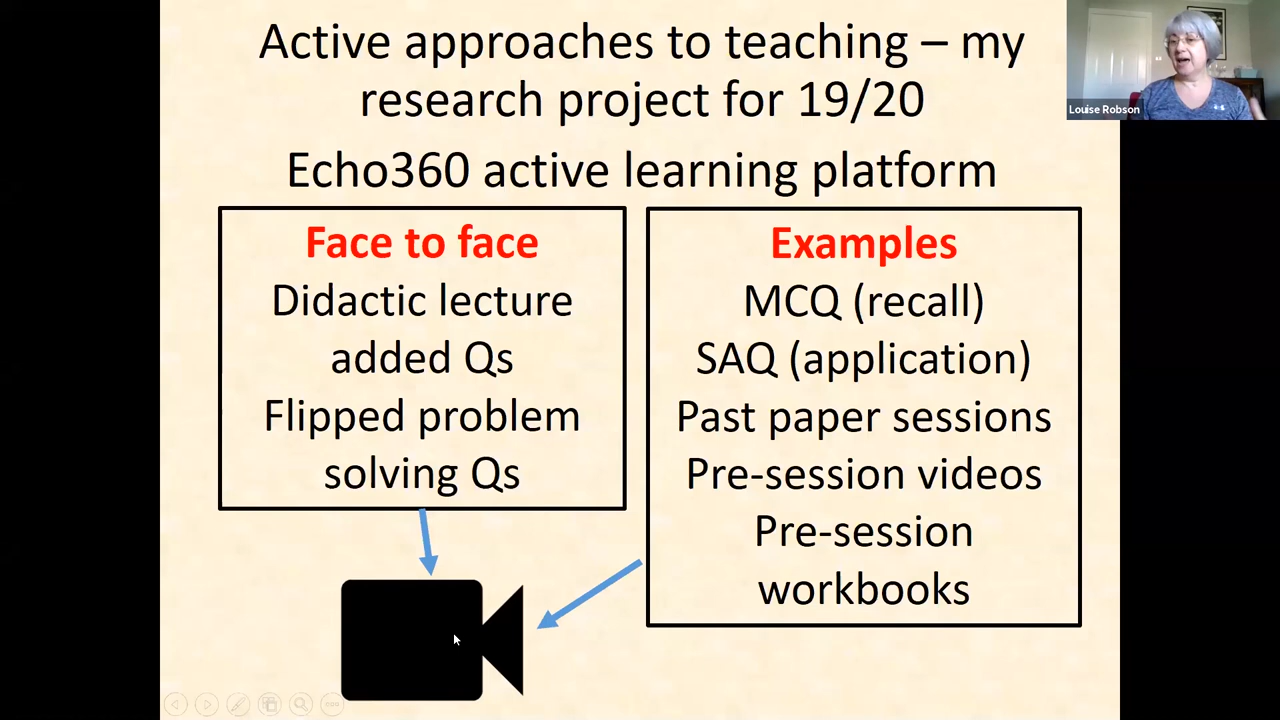 Active approaches to teaching – my
research project for 19/20
Echo360 active learning platform
Face to face
Didactic lecture
added Qs
Flipped problem
solving Qs
Examples
MCQ (recall)
SAQ (application)
Past paper sessions
Pre-session videos
Pre-session
workbooks
Louise Robson